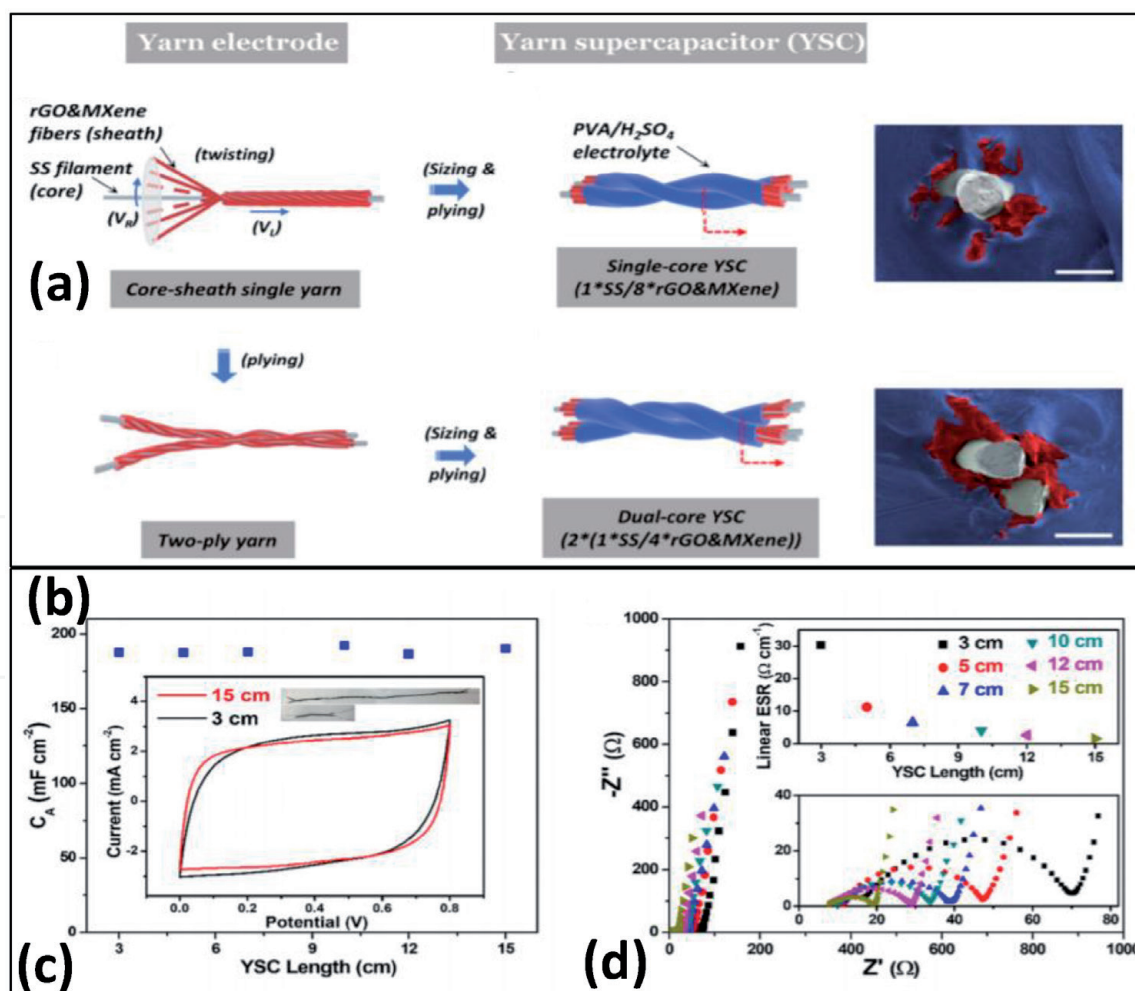 Yarn electrode
Yarn supercapacitor (YSC)
rGO&MXene
fibers (sheath)
(twisting)
SS filament
(core)
(V_R)
(V_L)
(Sizing &
plying)
PVA/H₂SO₄
electrolyte
(a)
Core-sheath single yarn
Single-core YSC
(1*SS/8*rGO&MXene)
(plying)
(Sizing &
plying)
Two-ply yarn
Dual-core YSC
(2*(1*SS/4*rGO&MXene))
(b)
C_A (mF cm⁻²)
200
150
100
50
0
3
6
9
12
15
YSC Length (cm)
15 cm
3 cm
Current (mA cm⁻²)
4
2
0
-2
0.0
0.2
0.4
0.6
0.8
Potential (V)
(c)
-Z'' (Ω)
1000
800
600
400
200
0
0
200
400
600
800
1000
Z' (Ω)
3 cm
5 cm
7 cm
10 cm
12 cm
15 cm
Linear ESR (Ω cm⁻¹)
30
20
10
0
3
6
9
12
15
YSC Length (cm)
40
20
0
0
20
40
60
80
(d)